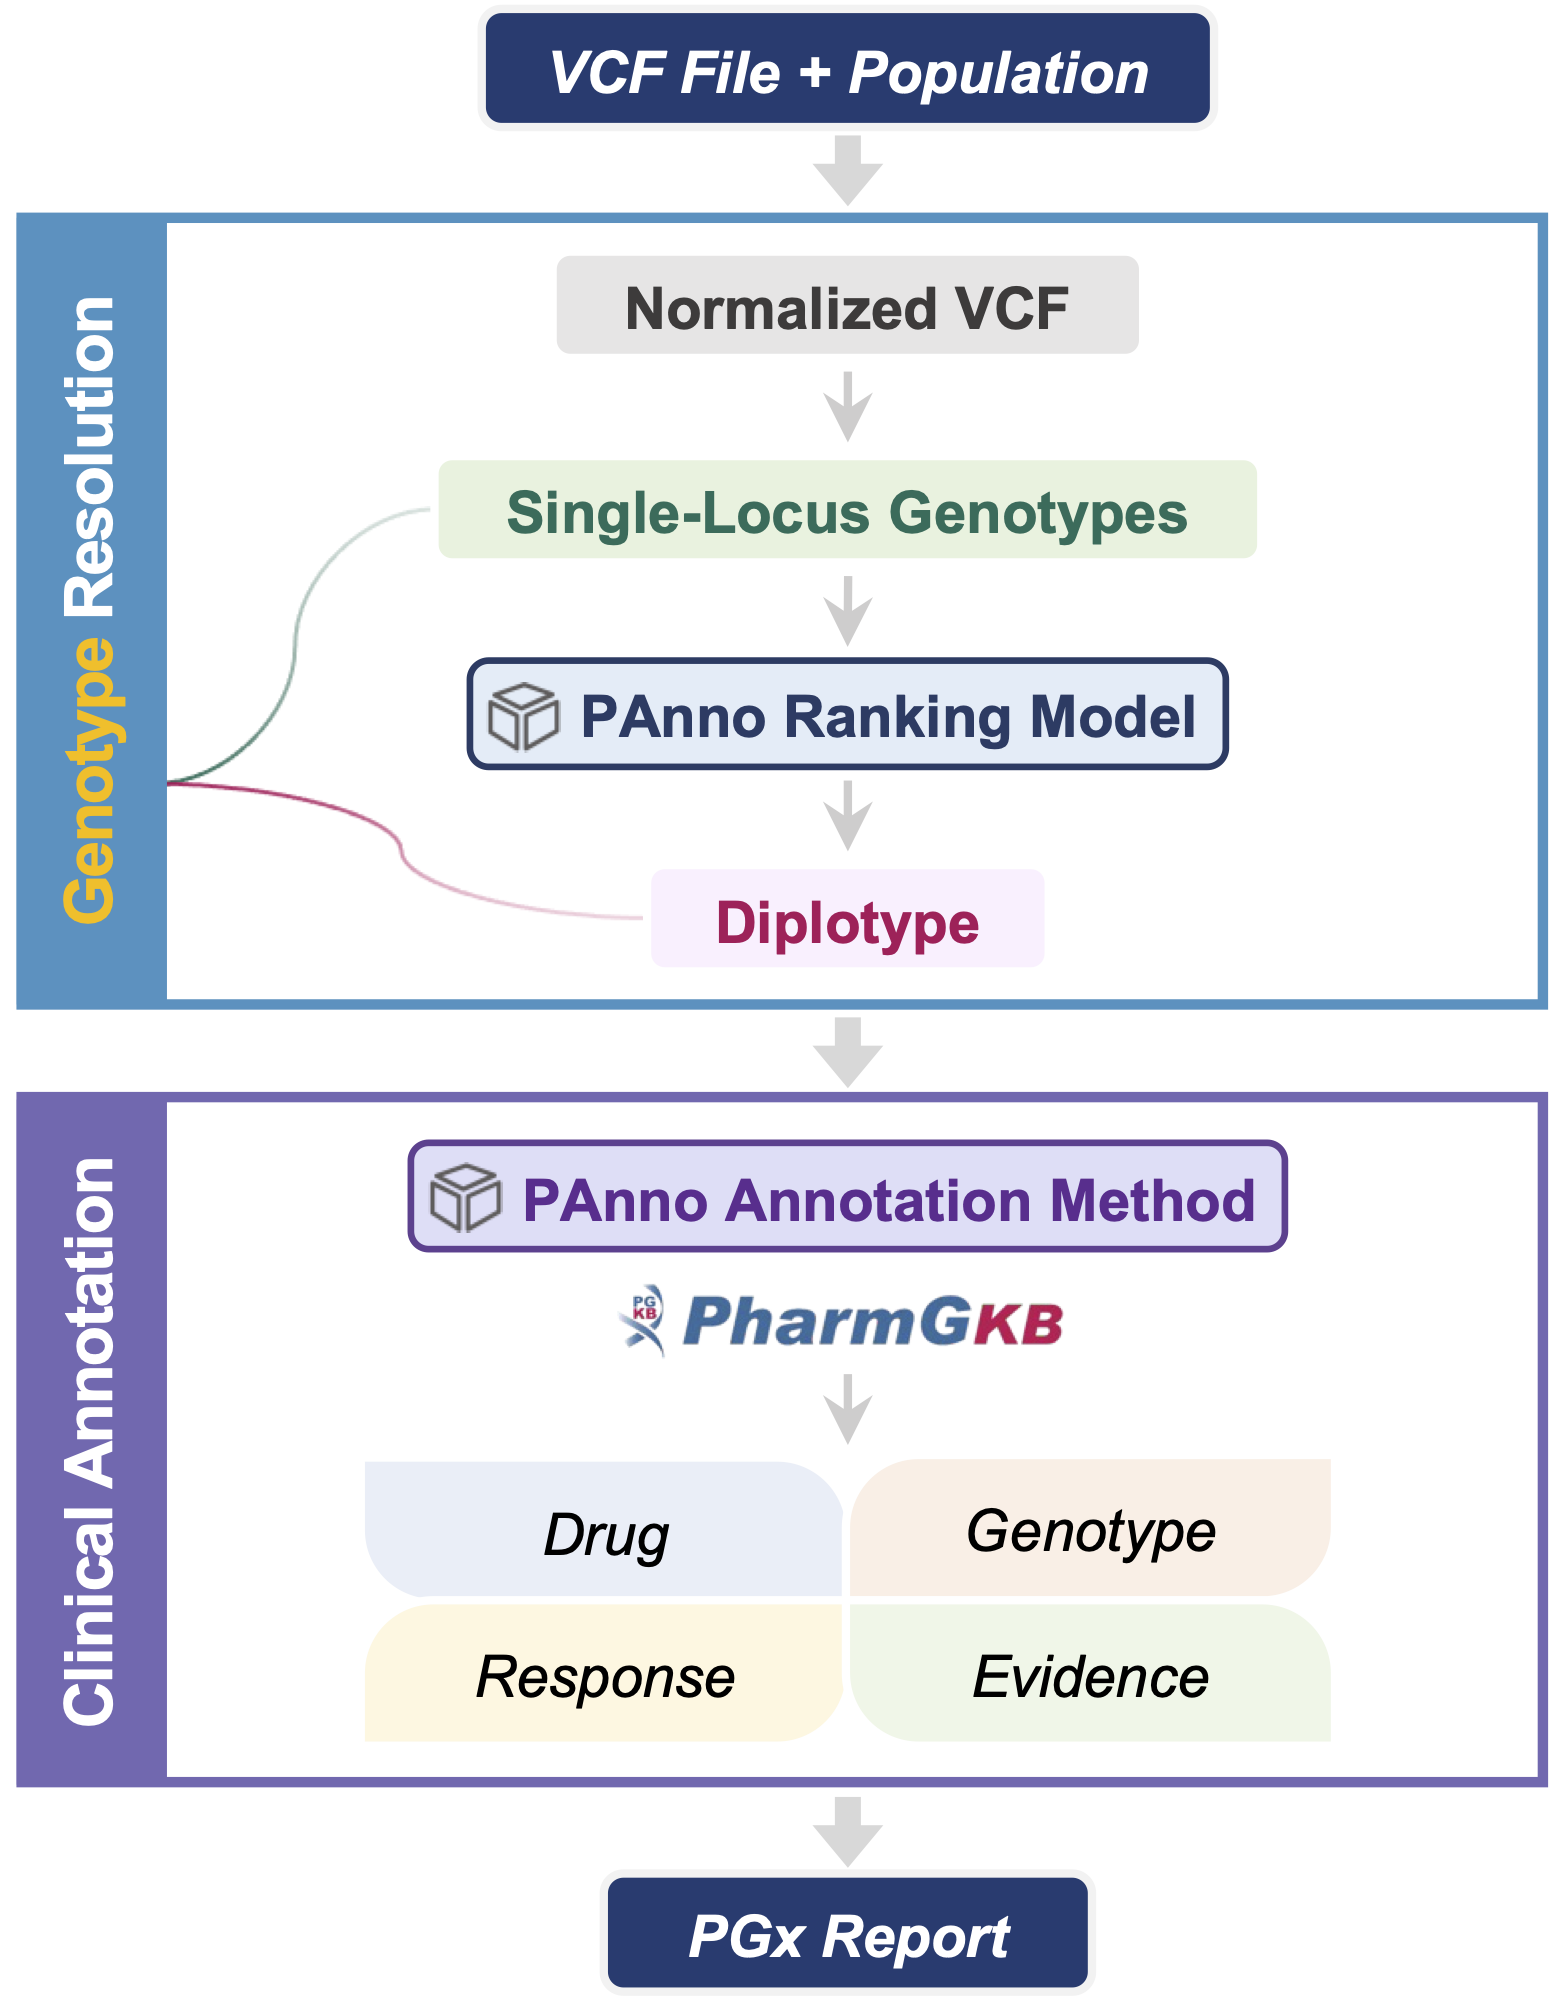 VCF File + Population
Genotype Resolution
Normalized VCF
Single-Locus Genotypes
PAnno Ranking Model
Diplotype
Clinical Annotation
PAnno Annotation Method
PG
KB
PharmGKB
Drug
Genotype
Response
Evidence
PGx Report